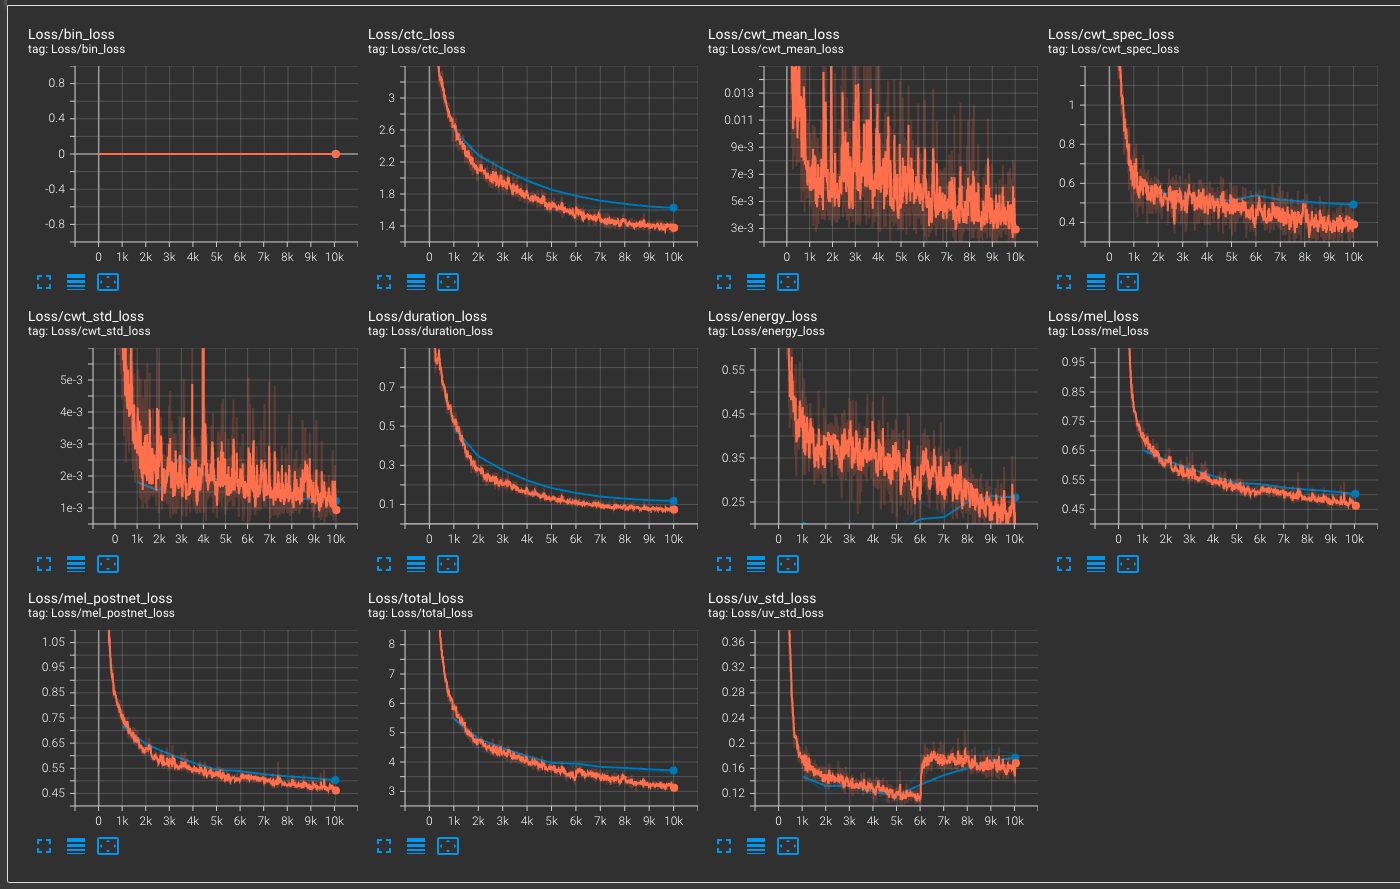 Loss/bin_loss
tag: Loss/bin_loss
0.8
0.4
0
-0.4
-0.8
0 1k 2k 3k 4k 5k 6k 7k 8k 9k 10k
Loss/ctc_loss
tag: Loss/ctc_loss
3
2.6
2.2
1.8
1.4
0 1k 2k 3k 4k 5k 6k 7k 8k 9k 10k
Loss/cwt_mean_loss
tag: Loss/cwt_mean_loss
0.013
0.011
9e-3
7e-3
5e-3
3e-3
0 1k 2k 3k 4k 5k 6k 7k 8k 9k 10k
Loss/cwt_spec_loss
tag: Loss/cwt_spec_loss
1
0.8
0.6
0.4
0 1k 2k 3k 4k 5k 6k 7k 8k 9k 10k
Loss/cwt_std_loss
tag: Loss/cwt_std_loss
5e-3
4e-3
3e-3
2e-3
1e-3
0 1k 2k 3k 4k 5k 6k 7k 8k 9k 10k
Loss/duration_loss
tag: Loss/duration_loss
0.7
0.5
0.3
0.1
0 1k 2k 3k 4k 5k 6k 7k 8k 9k 10k
Loss/energy_loss
tag: Loss/energy_loss
0.55
0.45
0.35
0.25
0 1k 2k 3k 4k 5k 6k 7k 8k 9k 10k
Loss/mel_loss
tag: Loss/mel_loss
0.95
0.85
0.75
0.65
0.55
0.45
0 1k 2k 3k 4k 5k 6k 7k 8k 9k 10k
Loss/mel_postnet_loss
tag: Loss/mel_postnet_loss
1.05
0.95
0.85
0.75
0.65
0.55
0.45
0 1k 2k 3k 4k 5k 6k 7k 8k 9k 10k
Loss/total_loss
tag: Loss/total_loss
8
7
6
5
4
3
0 1k 2k 3k 4k 5k 6k 7k 8k 9k 10k
Loss/uv_std_loss
tag: Loss/uv_std_loss
0.36
0.32
0.28
0.24
0.2
0.16
0.12
0 1k 2k 3k 4k 5k 6k 7k 8k 9k 10k